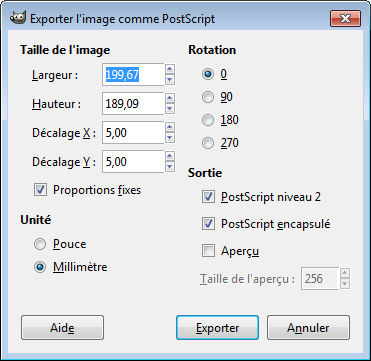 Exporter l'image comme PostScript
Taille de l'image
Largeur : 199,67
Hauteur : 189,09
Décalage X : 5,00
Décalage Y : 5,00
Proportions fixes
Unité
Pouce
Millimètre
Rotation
0
90
180
270
Sortie
PostScript niveau 2
PostScript encapsulé
Aperçu
Taille de l'aperçu : 256
Aide
Exporter
Annuler